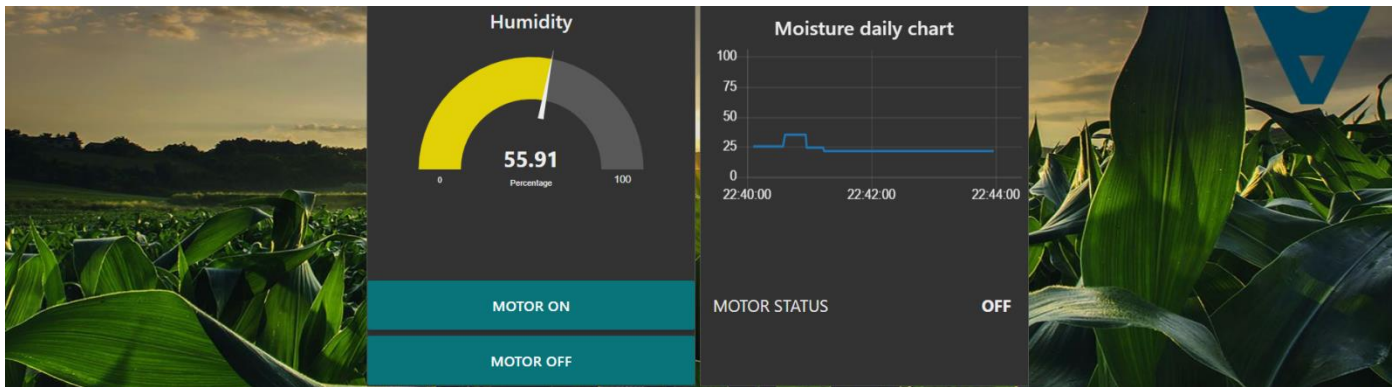 Humidity
55.91
Percentage
0
100
MOTOR ON
MOTOR OFF
Moisture daily chart
100
75
50
25
0
22:40:00 22:42:00 22:44:00
MOTOR STATUS OFF